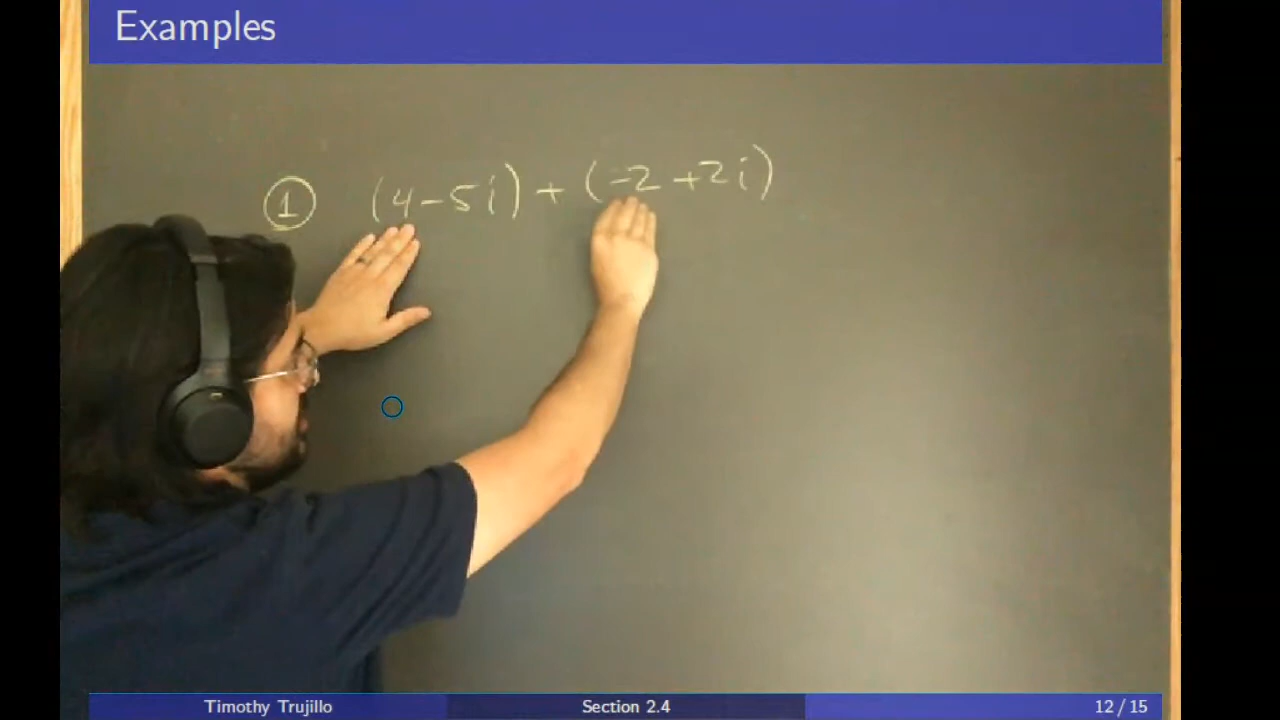 Examples
① (4-5i) + (-2+2i)
Timothy Trujillo Section 2.4 12 / 15